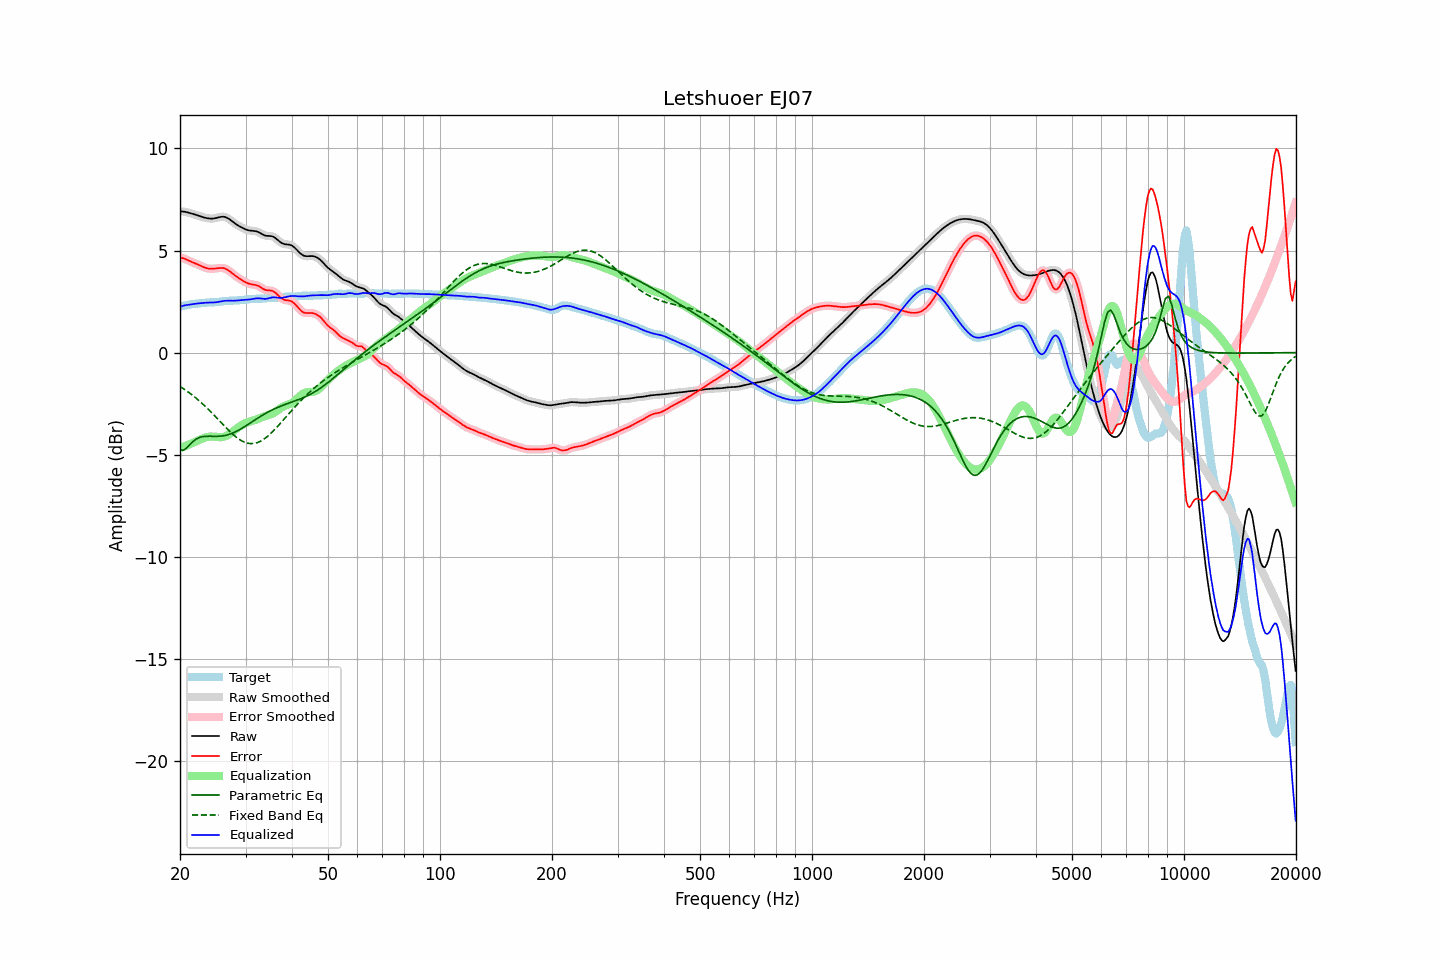 Letshuoer EJ07
Amplitude (dBr)
10
5
0
−5
−10
−15
−20
Target
Raw Smoothed
Error Smoothed
Raw
Error
Equalization
Parametric Eq
Fixed Band Eq
Equalized
20 50 100 200 500 1000 2000 5000 10000 20000
Frequency (Hz)